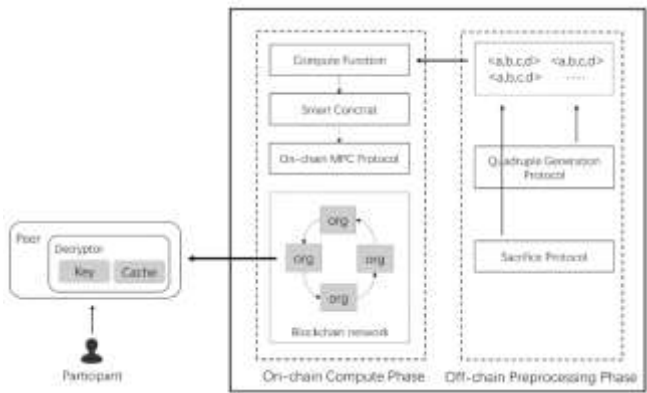 Compute Function
Smart Conctrat
On-chain MPC Protocol
org
org
org
org
Blockchain network
On-chain Compute Phase
<a,b,c,d> <a,b,c,d>
<a,b,c,d> ....
Quadruple Generation
Protocol
Sacrifice Protocol
Off-chain Preprocessing Phase
Peer
Decryptor
Key Cache
Participant